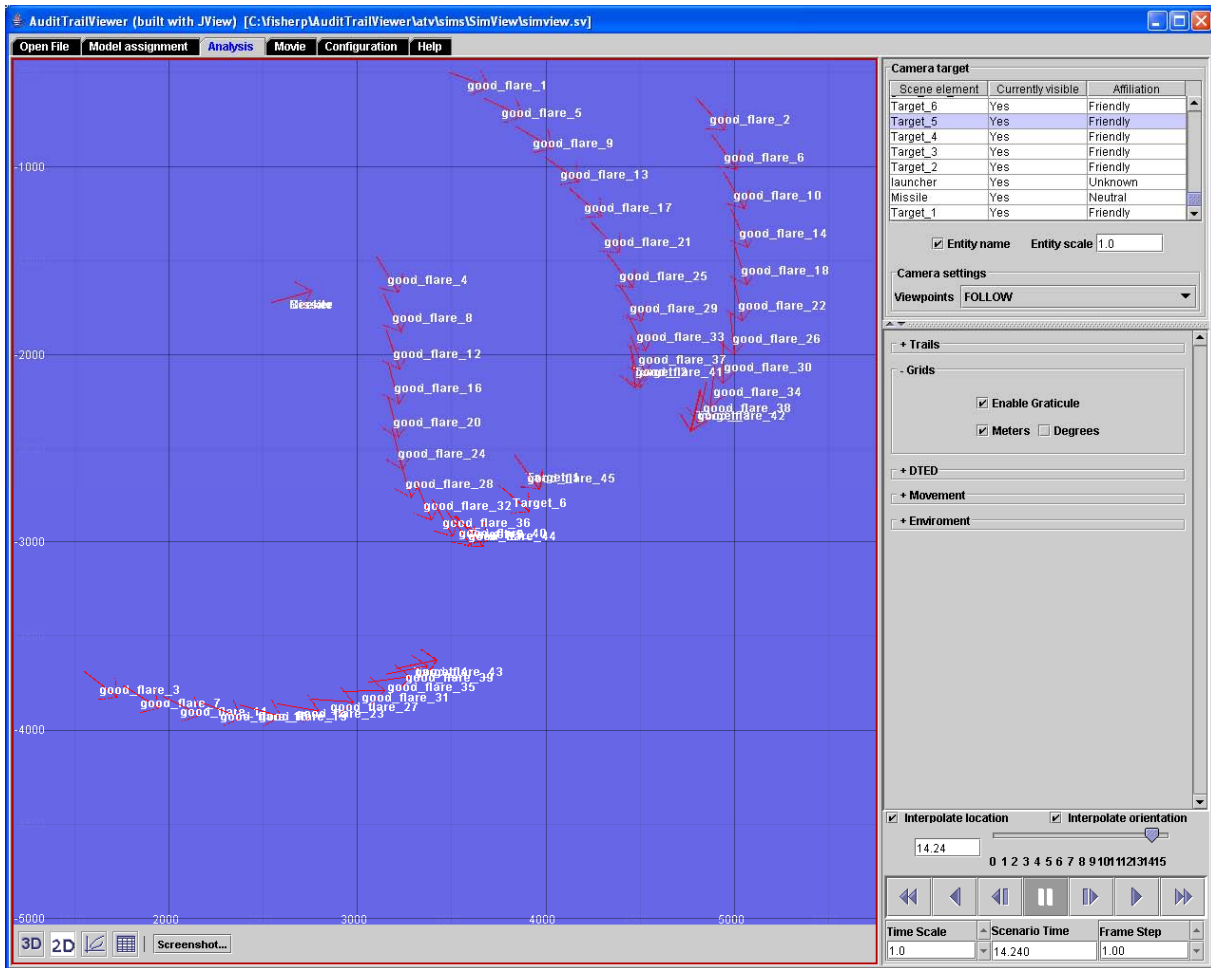 AuditTrailViewer (built with JView) [C:\fisherp\AuditTrailViewer\atv\sims\SimView\simview.sv]
Open File Model assignment Analysis Movie Configuration Help
good_flare_1
good_flare_5
good_flare_2
good_flare_9
good_flare_6
-1000
good_flare_13
good_flare_10
good_flare_17
good_flare_14
good_flare_21
good_flare_18
good_flare_4
good_flare_25
good_flare_22
good_flare_8
good_flare_29
good_flare_33 good_flare_26
-2000
good_flare_12
good_flare_37
good_flare_30
good_flare_41
good_flare_16
good_flare_34
good_flare_38
good_flare_42
good_flare_20
good_flare_24
good_flare_45
good_flare_28
good_flare_32 Target_6
good_flare_36
good_flare_40
good_flare_44
-3000
good_flare_43
good_flare_39
good_flare_3
good_flare_35
good_flare_7
good_flare_31
good_flare_27
good_flare_11
good_flare_23
good_flare_19
-4000
-5000
2000 3000 4000 5000
3D 2D Screenshot...
Camera target
Scene element Currently visible Affiliation
Target_6 Yes Friendly
Target_5 Yes Friendly
Target_4 Yes Friendly
Target_3 Yes Friendly
Target_2 Yes Friendly
launcher Yes Unknown
Missile Yes Neutral
Target_1 Yes Friendly
Entity name Entity scale 1.0
Camera settings
Viewpoints FOLLOW
+ Trails
- Grids
Enable Graticule
Meters Degrees
+ DTED
+ Movement
+ Enviroment
Interpolate location Interpolate orientation
14.24
0 1 2 3 4 5 6 7 8 9 10 11 12 13 14 15
Time Scale Scenario Time Frame Step
1.0 14.240 1.00